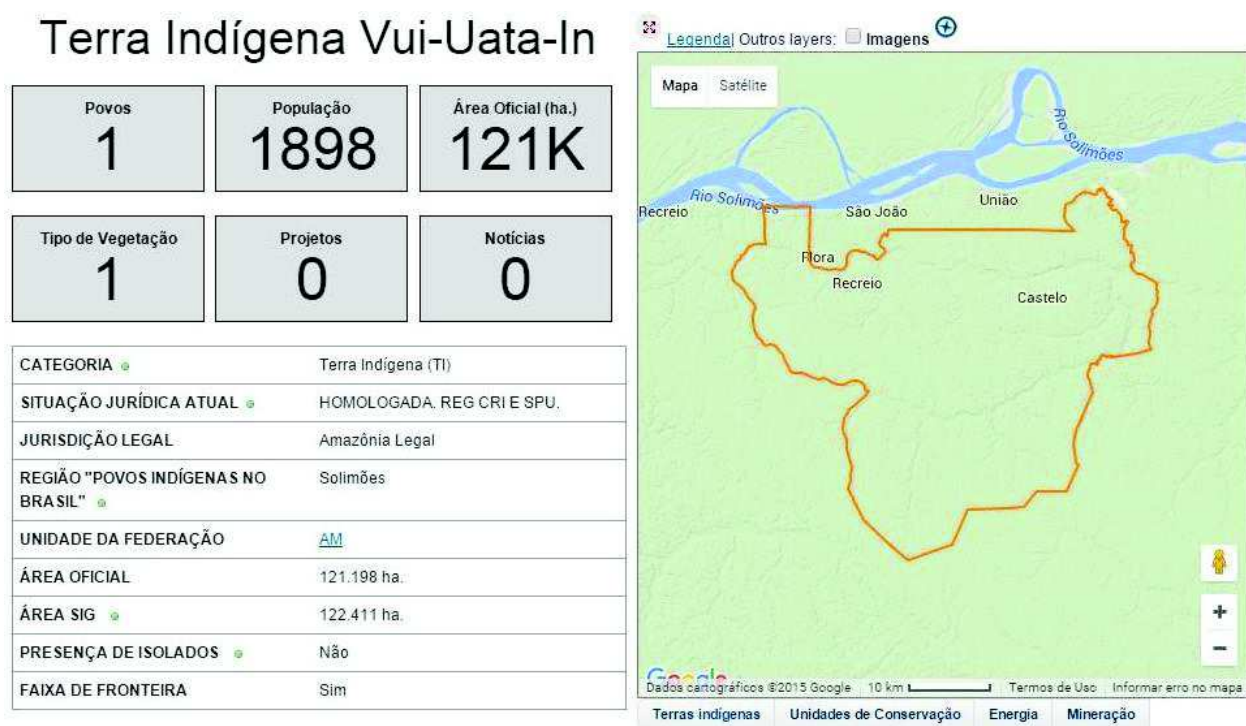 Terra Indígena Vui-Uata-In
Povos
1
População
1898
Área Oficial (ha.)
121K
Tipo de Vegetação
1
Projetos
0
Notícias
0
CATEGORIA Terra Indígena (TI)
SITUAÇÃO JURÍDICA ATUAL HOMOLOGADA. REG CRI E SPU.
JURISDIÇÃO LEGAL Amazônia Legal
REGIÃO "POVOS INDÍGENAS NO Solimões
BRASIL"
UNIDADE DA FEDERAÇÃO AM
ÁREA OFICIAL 121.198 ha.
ÁREA SIG 122.411 ha.
PRESENÇA DE ISOLADOS Não
FAIXA DE FRONTEIRA Sim
Legenda| Outros layers: Imagens
Mapa Satélite
Rio Solimões
Rio Solimões
Recreio
São João
União
Flora
Recreio
Castelo
+
−
Google
Dados cartográficos ©2015 Google 10 km Termos de Uso Informar erro no mapa
Terras indígenas Unidades de Conservação Energia Mineração